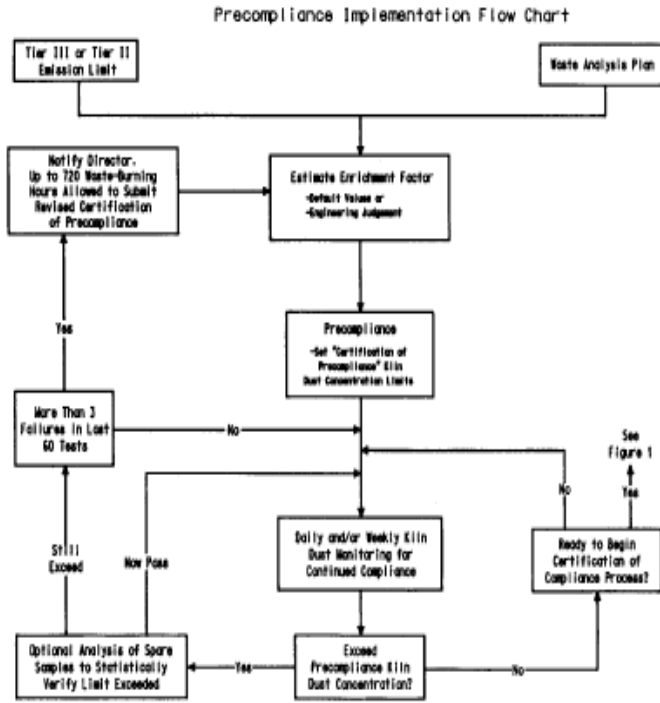 Precompliance Implementation Flow Chart
Tier III or Tier II
Emission Limit
Waste Analysis Plan
Notify Director.
Up to 720 Waste-Burning
Hours Allowed to Submit
Revised Certification
of Precompliance
Estimate Enrichment Factor
-Default Values or
-Engineering Judgement
Yes
Precompliance
-Set "Certification of
Precompliance" Kiln
Dust Concentration Limits
More Than 3
Failures in Last
60 Tests
No
See
Figure 1
No
Yes
Still
Exceed
Now Pass
Daily and/or Weekly Kiln
Dust Monitoring for
Continued Compliance
Ready to Begin
Certification of
Compliance Process?
Optional Analysis of Spare
Samples to Statistically
Verify Limit Exceeded
Yes
Exceed
Precompliance Kiln
Dust Concentration?
No